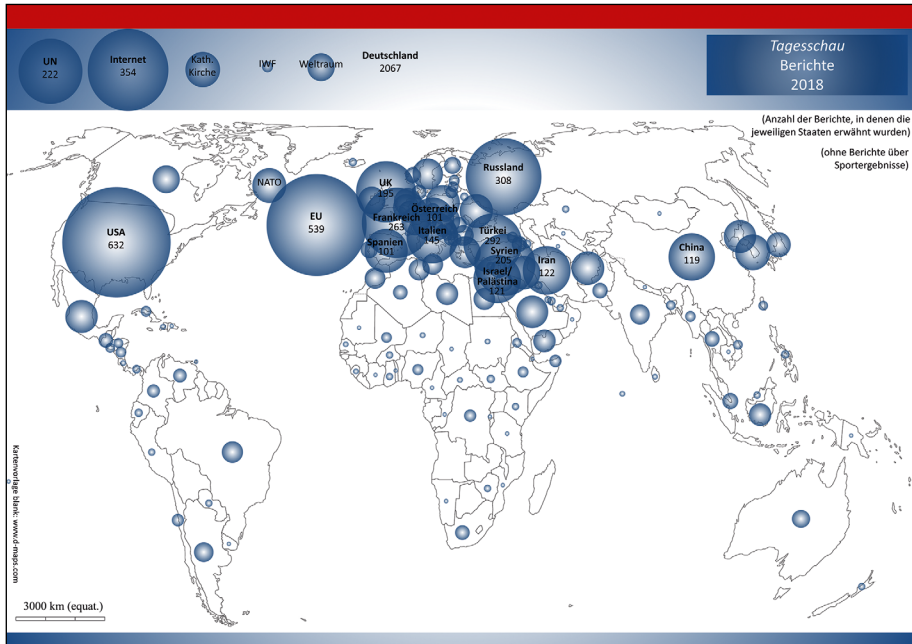 UN
222
Internet
354
Kath.
Kirche
IWF
Weltraum
Deutschland
2067
Tagesschau
Berichte
2018
(Anzahl der Berichte, in denen die
jeweiligen Staaten erwähnt wurden)
(ohne Berichte über
Sportergebnisse)
NATO
USA
632
EU
539
UK
195
Russland
308
Österreich
101
Frankreich
263
Italien
145
Spanien
101
Türkei
292
Syrien
205
Israel/
Palästina
121
Iran
122
China
119
Kartenvorlage blank: www.d-maps.com
3000 km (equat.)